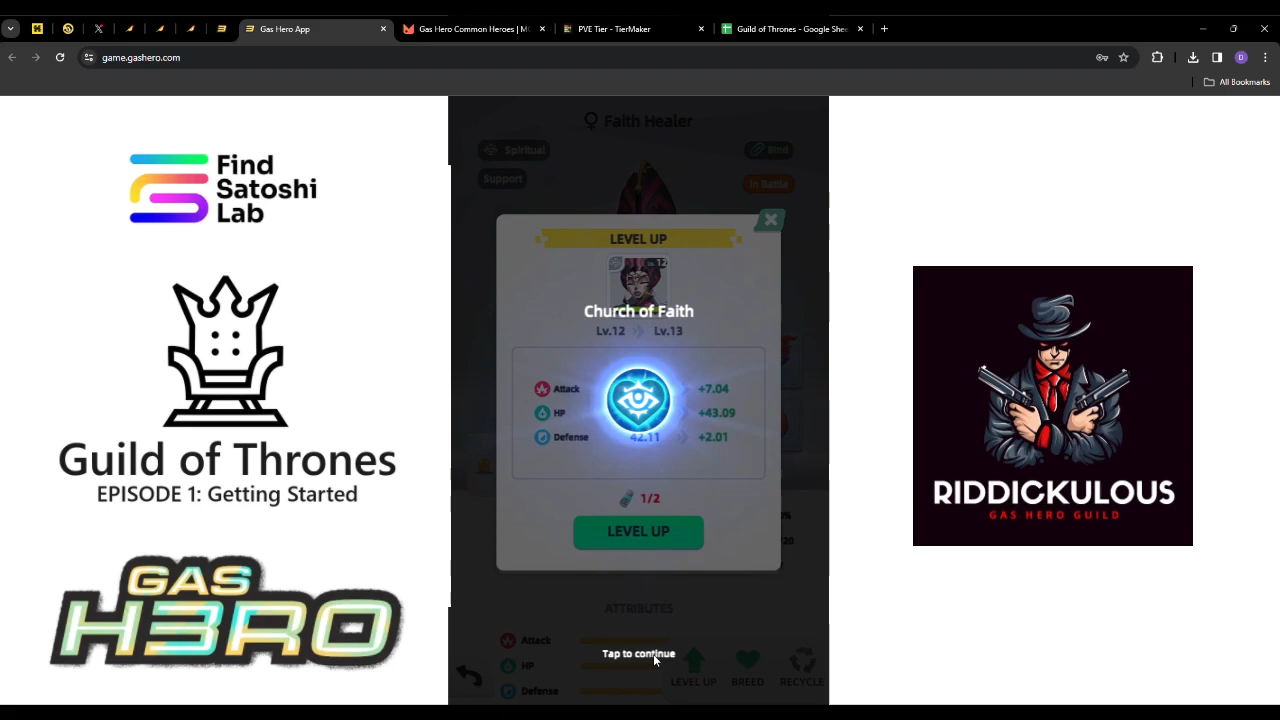 Gas Hero App
Gas Hero Common Heroes | M
PVE Tier - TierMaker
Guild of Thrones - Google Shee
game.gashero.com
All Bookmarks
Find
Satoshi
Lab
Guild of Thrones
EPISODE 1: Getting Started
GAS
H3RO
Faith Healer
Spiritual
Bind
Support
In Battle
LEVEL UP
12
Church of Faith
Lv.12 Lv.13
Attack +7.04
HP +43.09
Defense 42.11 +2.01
1/2
LEVEL UP
ATTRIBUTES
Attack
HP
Defense
Tap to continue
LEVEL UP
BREED
RECYCLE
RIDDICKULOUS
GAS HERO GUILD